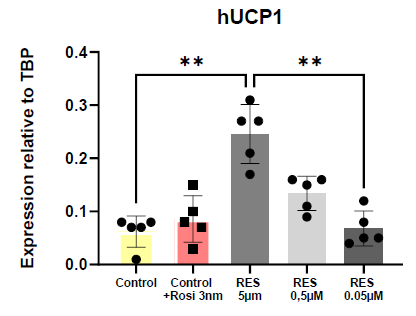 hUCP1
Expression relative to TBP
0.4
0.3
0.2
0.1
0.0
** **
Control
Control
+Rosi 3nm
RES
5µm
RES
0,5µM
RES
0.05µM